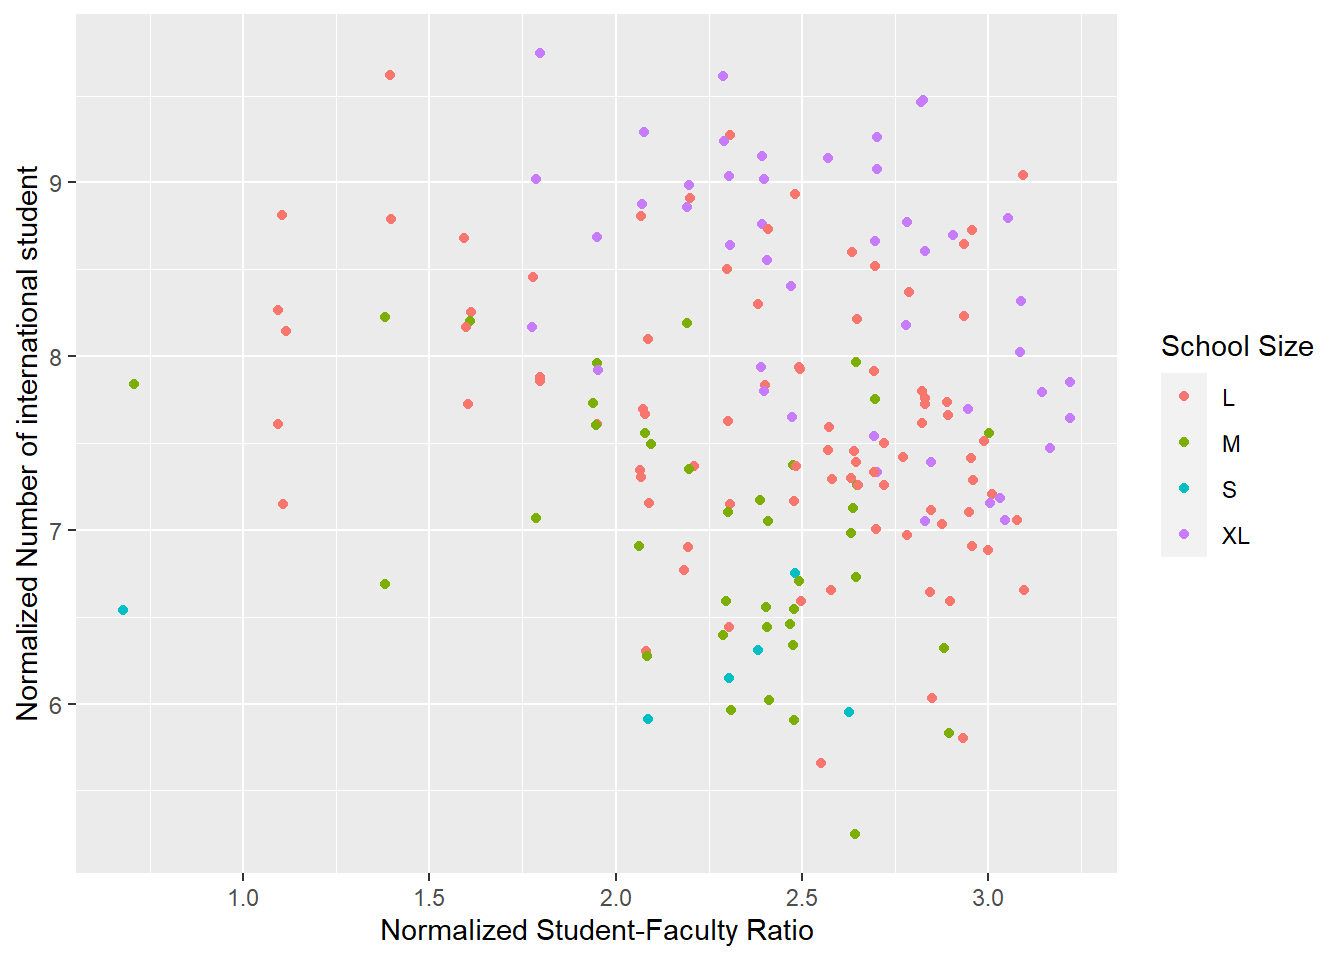 9
8
7
6
Normalized Number of international student
1.0 1.5 2.0 2.5 3.0
Normalized Student-Faculty Ratio
School Size
L
M
S
XL